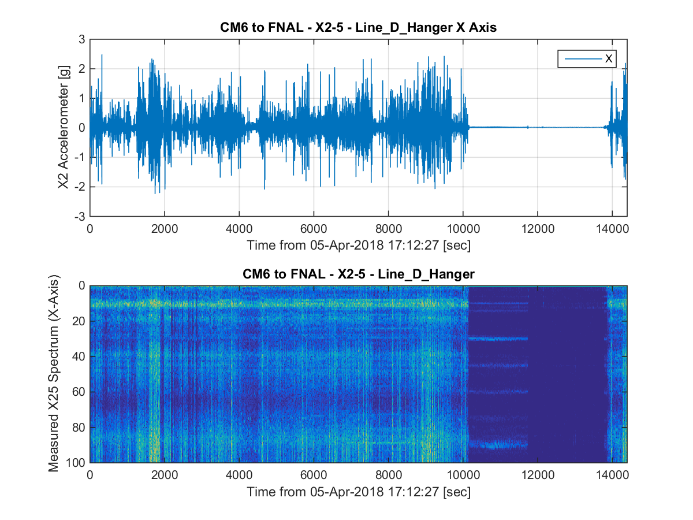 CM6 to FNAL - X2-5 - Line_D_Hanger X Axis
X2 Accelerometer [g]
3
2
1
0
-1
-2
-3
X
0 2000 4000 6000 8000 10000 12000 14000
Time from 05-Apr-2018 17:12:27 [sec]
CM6 to FNAL - X2-5 - Line_D_Hanger
Measured X25 Spectrum (X-Axis)
0
20
40
60
80
100
0 2000 4000 6000 8000 10000 12000 14000
Time from 05-Apr-2018 17:12:27 [sec]